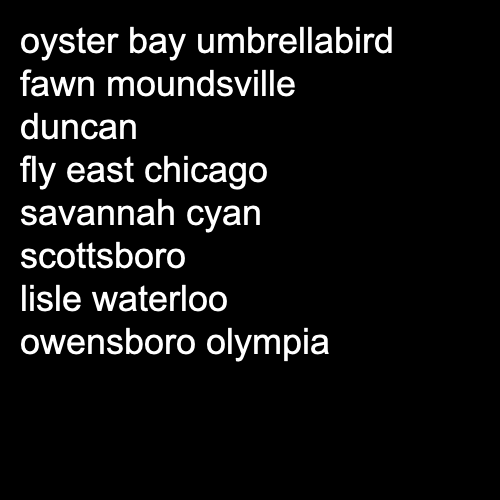 oyster bay umbrellabird
fawn moundsville
duncan
fly east chicago
savannah cyan
scottsboro
lisle waterloo
owensboro olympia